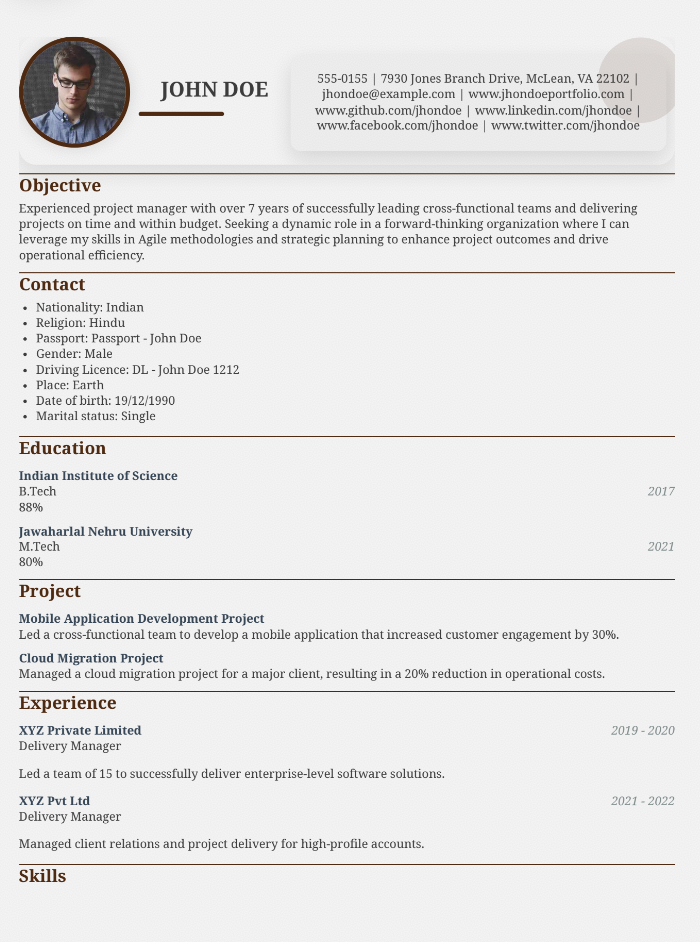 JOHN DOE
555-0155 | 7930 Jones Branch Drive, McLean, VA 22102 |
jhondoe@example.com | www.jhondoeportfolio.com |
www.github.com/jhondoe | www.linkedin.com/jhondoe |
www.facebook.com/jhondoe | www.twitter.com/jhondoe
Objective
Experienced project manager with over 7 years of successfully leading cross-functional teams and delivering
projects on time and within budget. Seeking a dynamic role in a forward-thinking organization where I can
leverage my skills in Agile methodologies and strategic planning to enhance project outcomes and drive
operational efficiency.
Contact
• Nationality: Indian
• Religion: Hindu
• Passport: Passport - John Doe
• Gender: Male
• Driving Licence: DL - John Doe 1212
• Place: Earth
• Date of birth: 19/12/1990
• Marital status: Single
Education
Indian Institute of Science
B.Tech 2017
88%
Jawaharlal Nehru University
M.Tech 2021
80%
Project
Mobile Application Development Project
Led a cross-functional team to develop a mobile application that increased customer engagement by 30%.
Cloud Migration Project
Managed a cloud migration project for a major client, resulting in a 20% reduction in operational costs.
Experience
XYZ Private Limited 2019 - 2020
Delivery Manager
Led a team of 15 to successfully deliver enterprise-level software solutions.
XYZ Pvt Ltd 2021 - 2022
Delivery Manager
Managed client relations and project delivery for high-profile accounts.
Skills